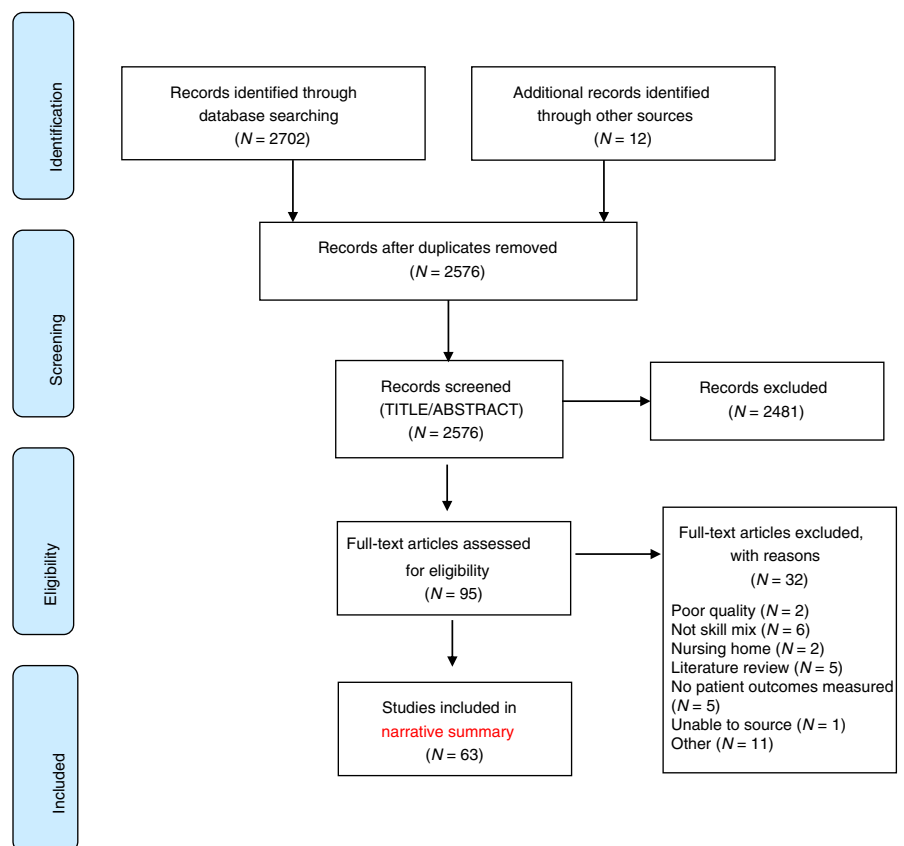 Identification
Records identified through
database searching
(N = 2702)
Additional records identified
through other sources
(N = 12)
Screening
Records after duplicates removed
(N = 2576)
Records screened
(TITLE/ABSTRACT)
(N = 2576)
Records excluded
(N = 2481)
Eligibility
Full-text articles assessed
for eligibility
(N = 95)
Full-text articles excluded,
with reasons
(N = 32)
Poor quality (N = 2)
Not skill mix (N = 6)
Nursing home (N = 2)
Literature review (N = 5)
No patient outcomes measured
(N = 5)
Unable to source (N = 1)
Other (N = 11)
Included
Studies included in
narrative summary
(N = 63)